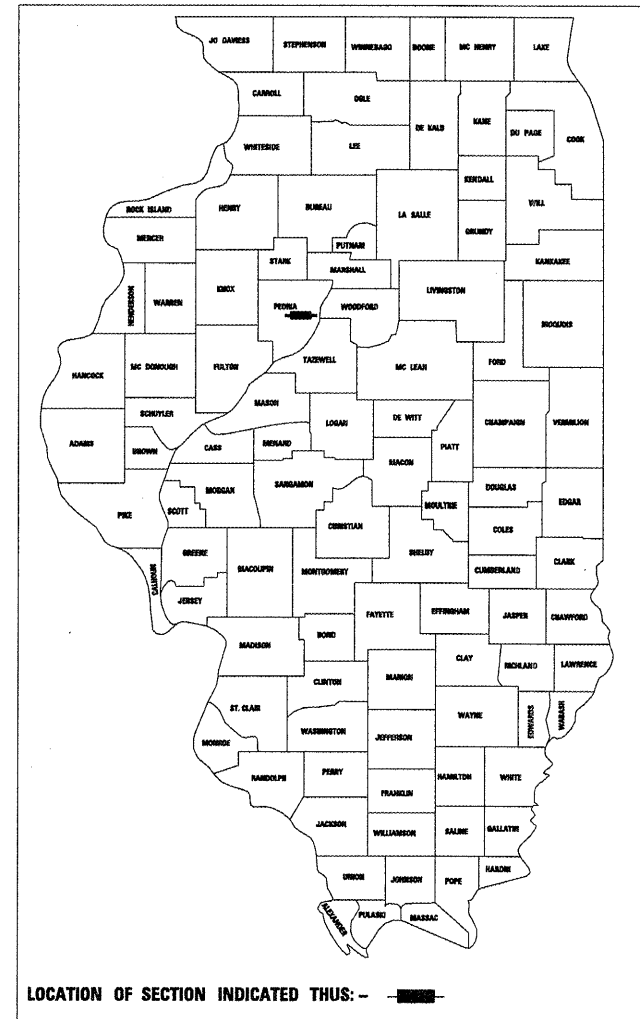 JO DAVIESS STEPHENSON WINNEBAGO BOONE MC HENRY LAKE
CARROLL OGLE DE KALB KANE DU PAGE COOK
WHITESIDE LEE
KENDALL
ROCK ISLAND HENRY BUREAU LA SALLE GRUNDY WILL
MERCER PUTNAM
STARK MARSHALL KANKAKEE
HENDERSON WARREN KNOX PEORIA WOODFORD LIVINGSTON IROQUOIS
HANCOCK MC DONOUGH FULTON TAZEWELL MC LEAN FORD
SCHUYLER MASON LOGAN DE WITT CHAMPAIGN VERMILION
ADAMS BROWN CASS MENARD PIATT
MACON
PIKE SCOTT MORGAN SANGAMON MOULTRIE DOUGLAS EDGAR
CHRISTIAN COLES
GREENE MACOUPIN MONTGOMERY SHELBY
CALHOUN JERSEY CUMBERLAND CLARK
FAYETTE EFFINGHAM JASPER CRAWFORD
MADISON BOND
CLAY RICHLAND LAWRENCE
CLINTON MARION
ST. CLAIR WAYNE EDWARDS WABASH
MONROE WASHINGTON JEFFERSON
RANDOLPH PERRY HAMILTON WHITE
FRANKLIN
JACKSON WILLIAMSON SALINE GALLATIN
UNION JOHNSON POPE HARDIN
ALEXANDER PULASKI MASSAC
LOCATION OF SECTION INDICATED THUS: -